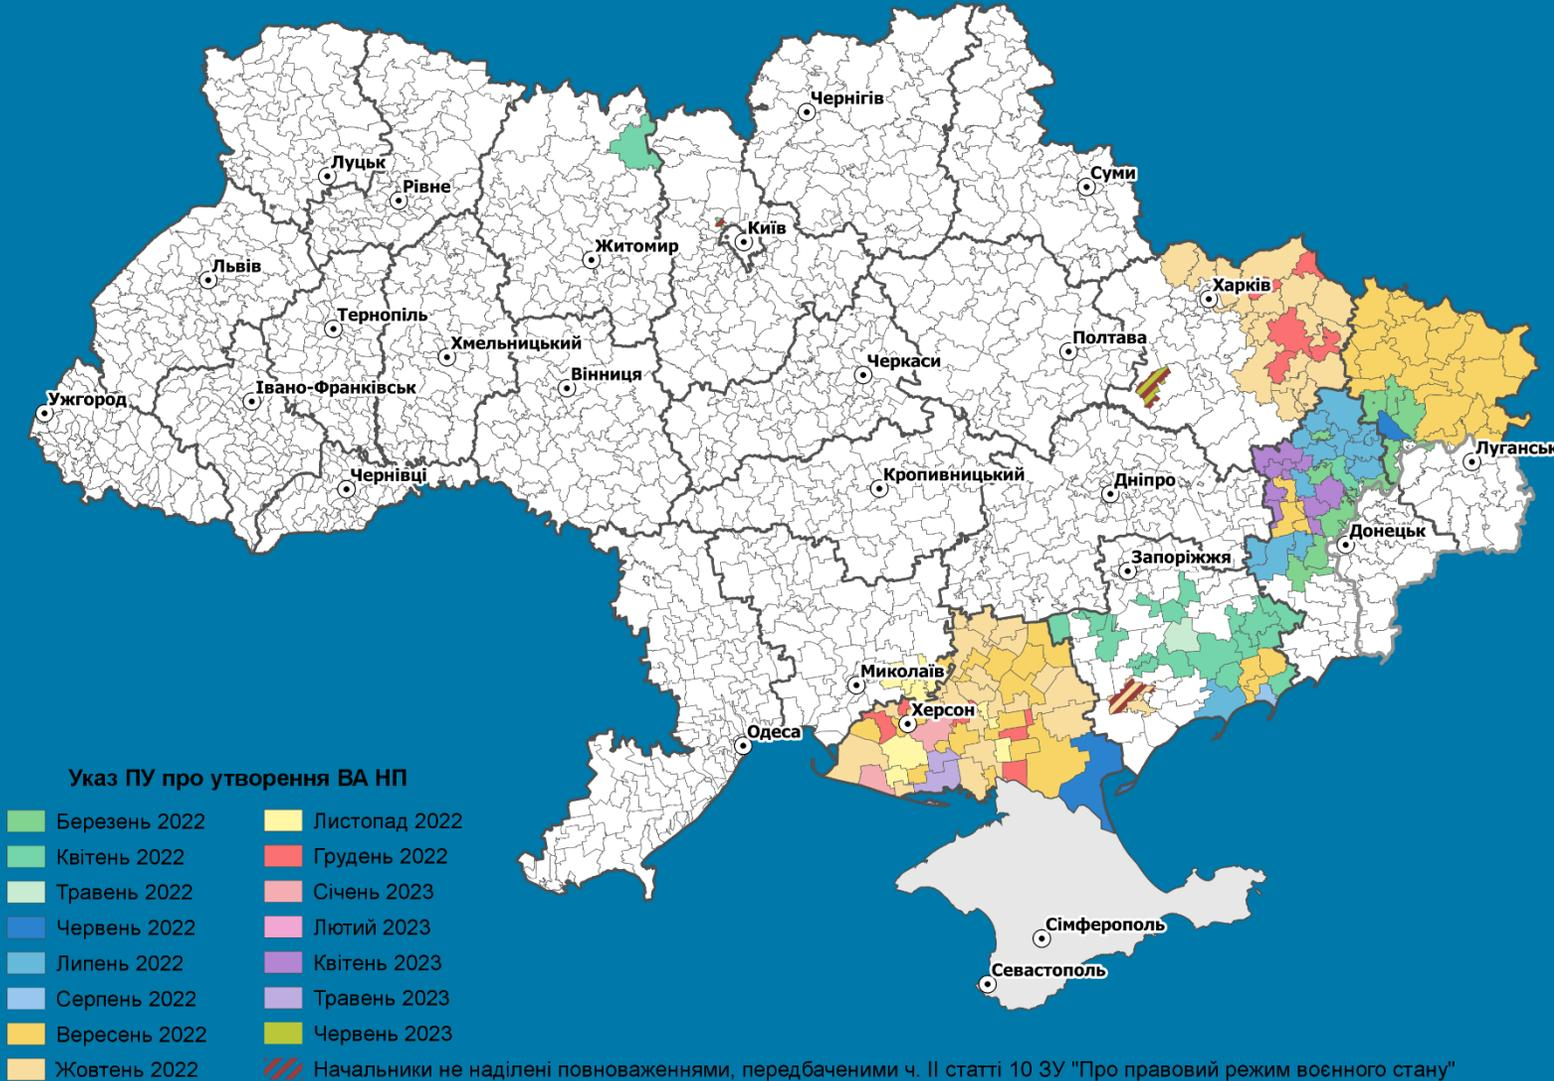 Чернігів
Луцьк
Рівне
Суми
Київ
Житомир
Львів
Харків
Тернопіль
Хмельницький
Полтава
Черкаси
Вінниця
Івано-Франківськ
Ужгород
Луганськ
Чернівці
Кропивницький
Дніпро
Донецьк
Запоріжжя
Миколаїв
Херсон
Одеса
Сімферополь
Севастополь
Указ ПУ про утворення ВА НП
Березень 2022
Квітень 2022
Травень 2022
Червень 2022
Липень 2022
Серпень 2022
Вересень 2022
Жовтень 2022
Листопад 2022
Грудень 2022
Січень 2023
Лютий 2023
Квітень 2023
Травень 2023
Червень 2023
Начальники не наділені повноваженнями, передбаченими ч. ІІ статті 10 ЗУ "Про правовий режим воєнного стану"